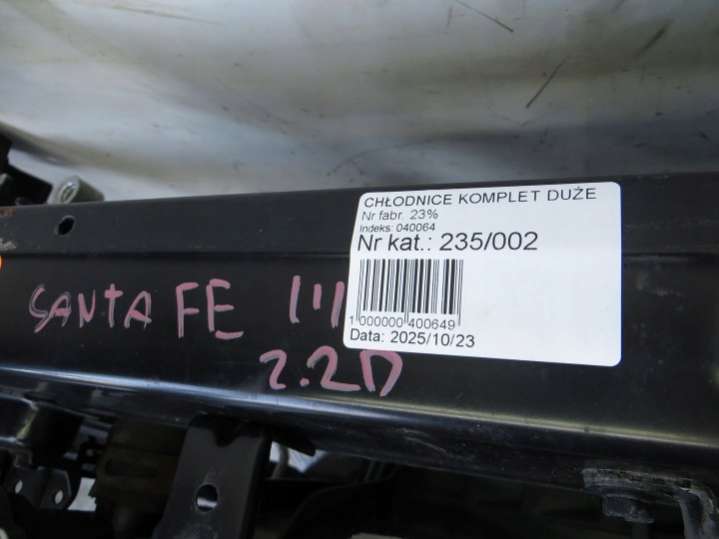 CHŁODNICE KOMPLET DUŻE
Nr fabr. 23%
Indeks: 040064
Nr kat.: 235/002
1 000000 400649
Data: 2025/10/23
SANTA FE III
2.2D